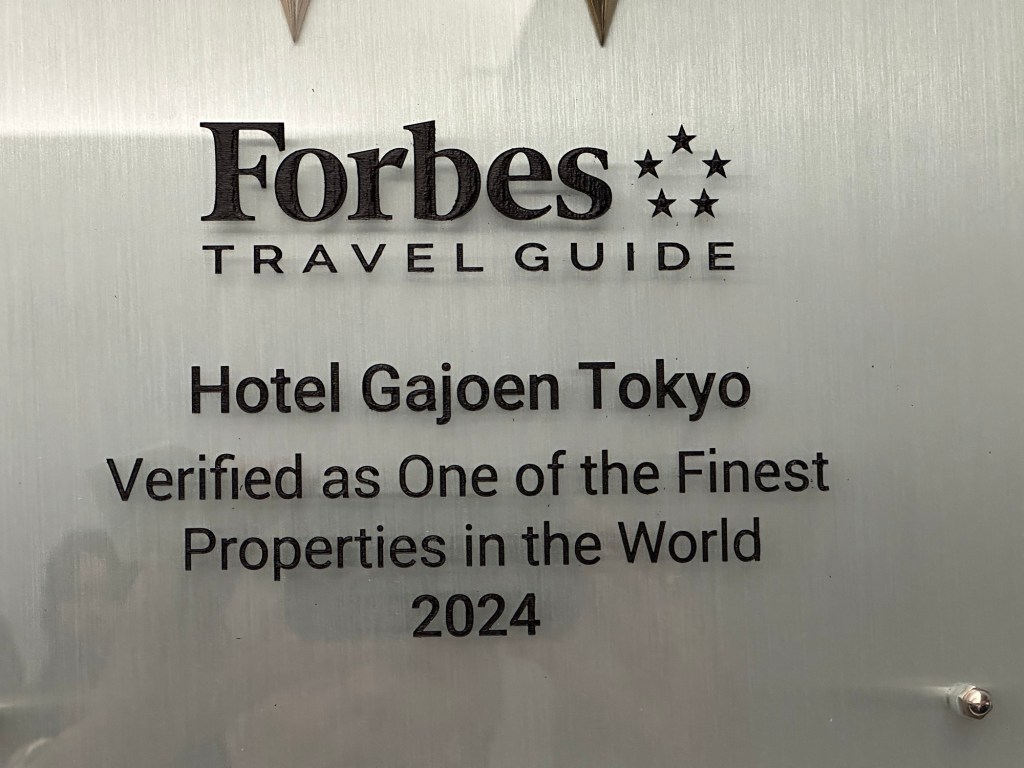 Forbes
TRAVEL GUIDE
Hotel Gajoen Tokyo
Verified as One of the Finest
Properties in the World
2024